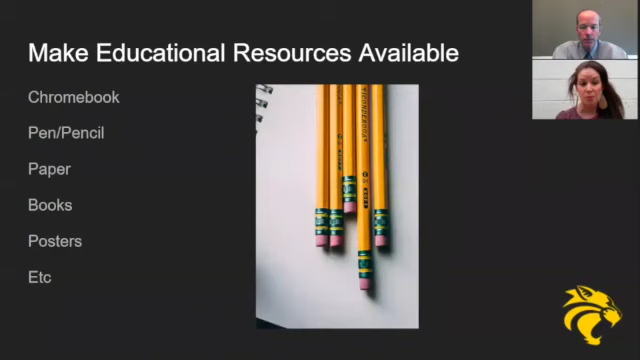 Make Educational Resources Available
Chromebook
Pen/Pencil
Paper
Books
Posters
Etc